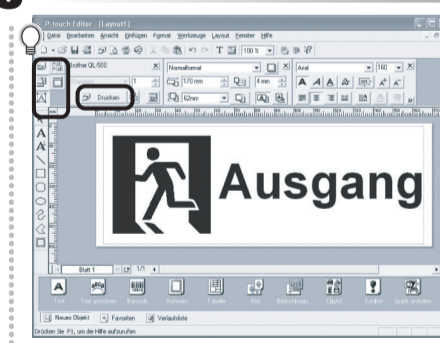 P-touch Editor - [Layout1]
Datei Bearbeiten Ansicht Einfügen Format Werkzeuge Layout Fenster Hilfe
100 %
Brother QL-500
Normalformat
Arial
160
1
170 mm
4 mm
Drucken
62mm
Ausgang
Blatt 1
1/1
Text
Text anordnen
Barcode
Rahmen
Tabelle
Bild
Bildschirmaus
ClipArt
Symbol
Grafik erstellen
Neues Objekt
Favoriten
Verlaufsliste
Drücken Sie F1, um die Hilfe aufzurufen